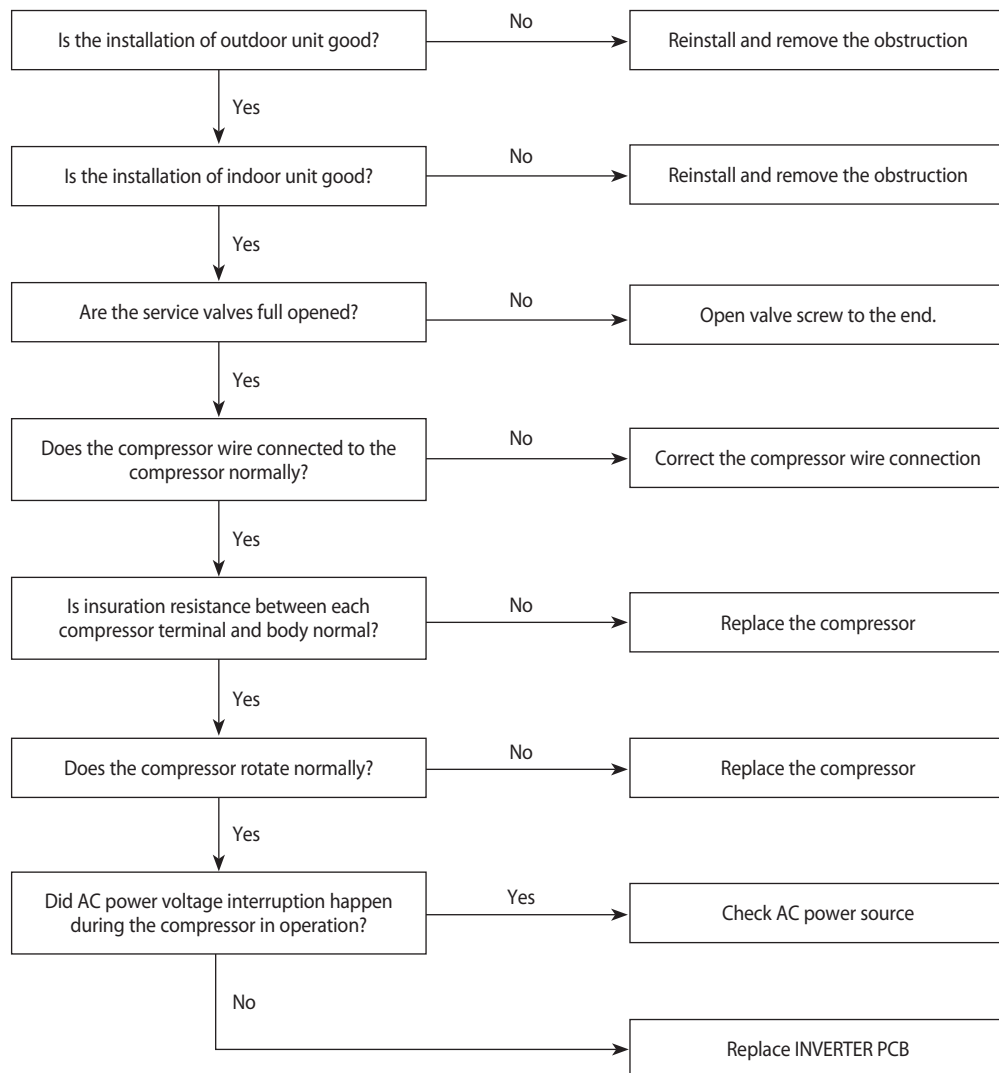 Is the installation of outdoor unit good?
No
Reinstall and remove the obstruction
Yes
Is the installation of indoor unit good?
No
Reinstall and remove the obstruction
Yes
Are the service valves full opened?
No
Open valve screw to the end.
Yes
Does the compressor wire connected to the
compressor normally?
No
Correct the compressor wire connection
Yes
Is insuration resistance between each
compressor terminal and body normal?
No
Replace the compressor
Yes
Does the compressor rotate normally?
No
Replace the compressor
Yes
Did AC power voltage interruption happen
during the compressor in operation?
Yes
Check AC power source
No
Replace INVERTER PCB